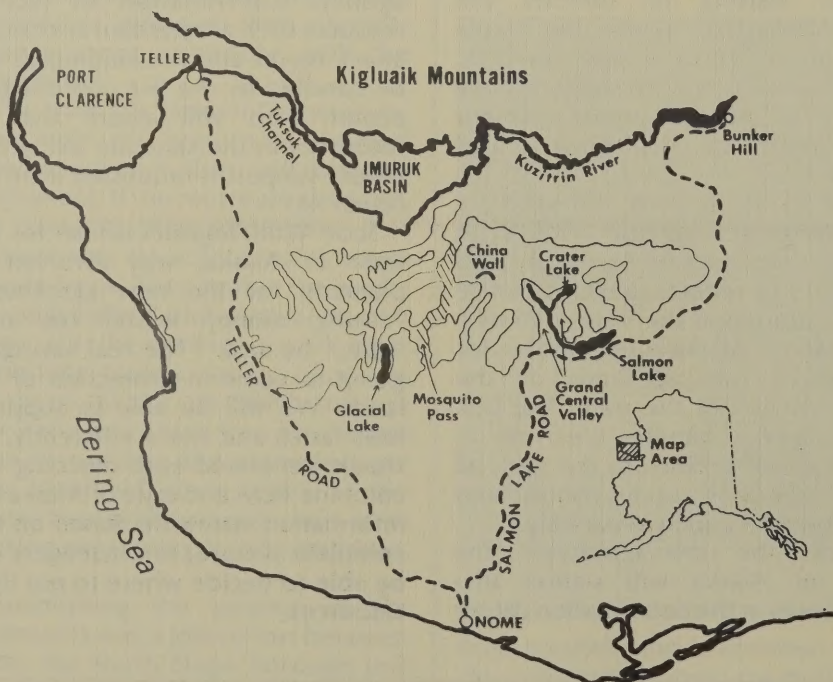 TELLER
PORT
CLARENCE
Kigluaik Mountains
Tuksuk
Channel
IMURUK
BASIN
Kuzitrin River
Bunker
Hill
China
Wall
Crater
Lake
TELLER
ROAD
Glacial
Lake
Mosquito
Pass
Grand
Central
Valley
Salmon
Lake
SALMON LAKE ROAD
Map
Area
Bering Sea
NOME